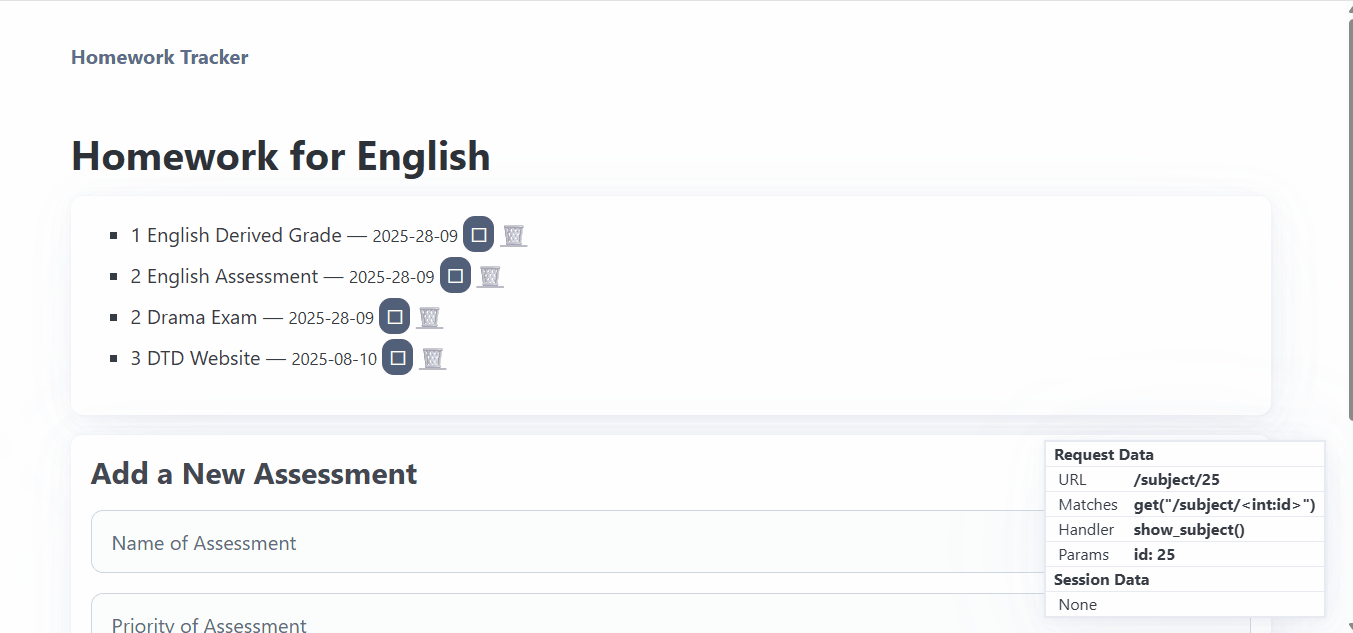 Homework Tracker
Homework for English
1 English Derived Grade — 2025-28-09
2 English Assessment — 2025-28-09
2 Drama Exam — 2025-28-09
3 DTD Website — 2025-08-10
Add a New Assessment
Name of Assessment
Priority of Assessment
Request Data
URL /subject/25
Matches get("/subject/<int:id>")
Handler show_subject()
Params id: 25
Session Data
None